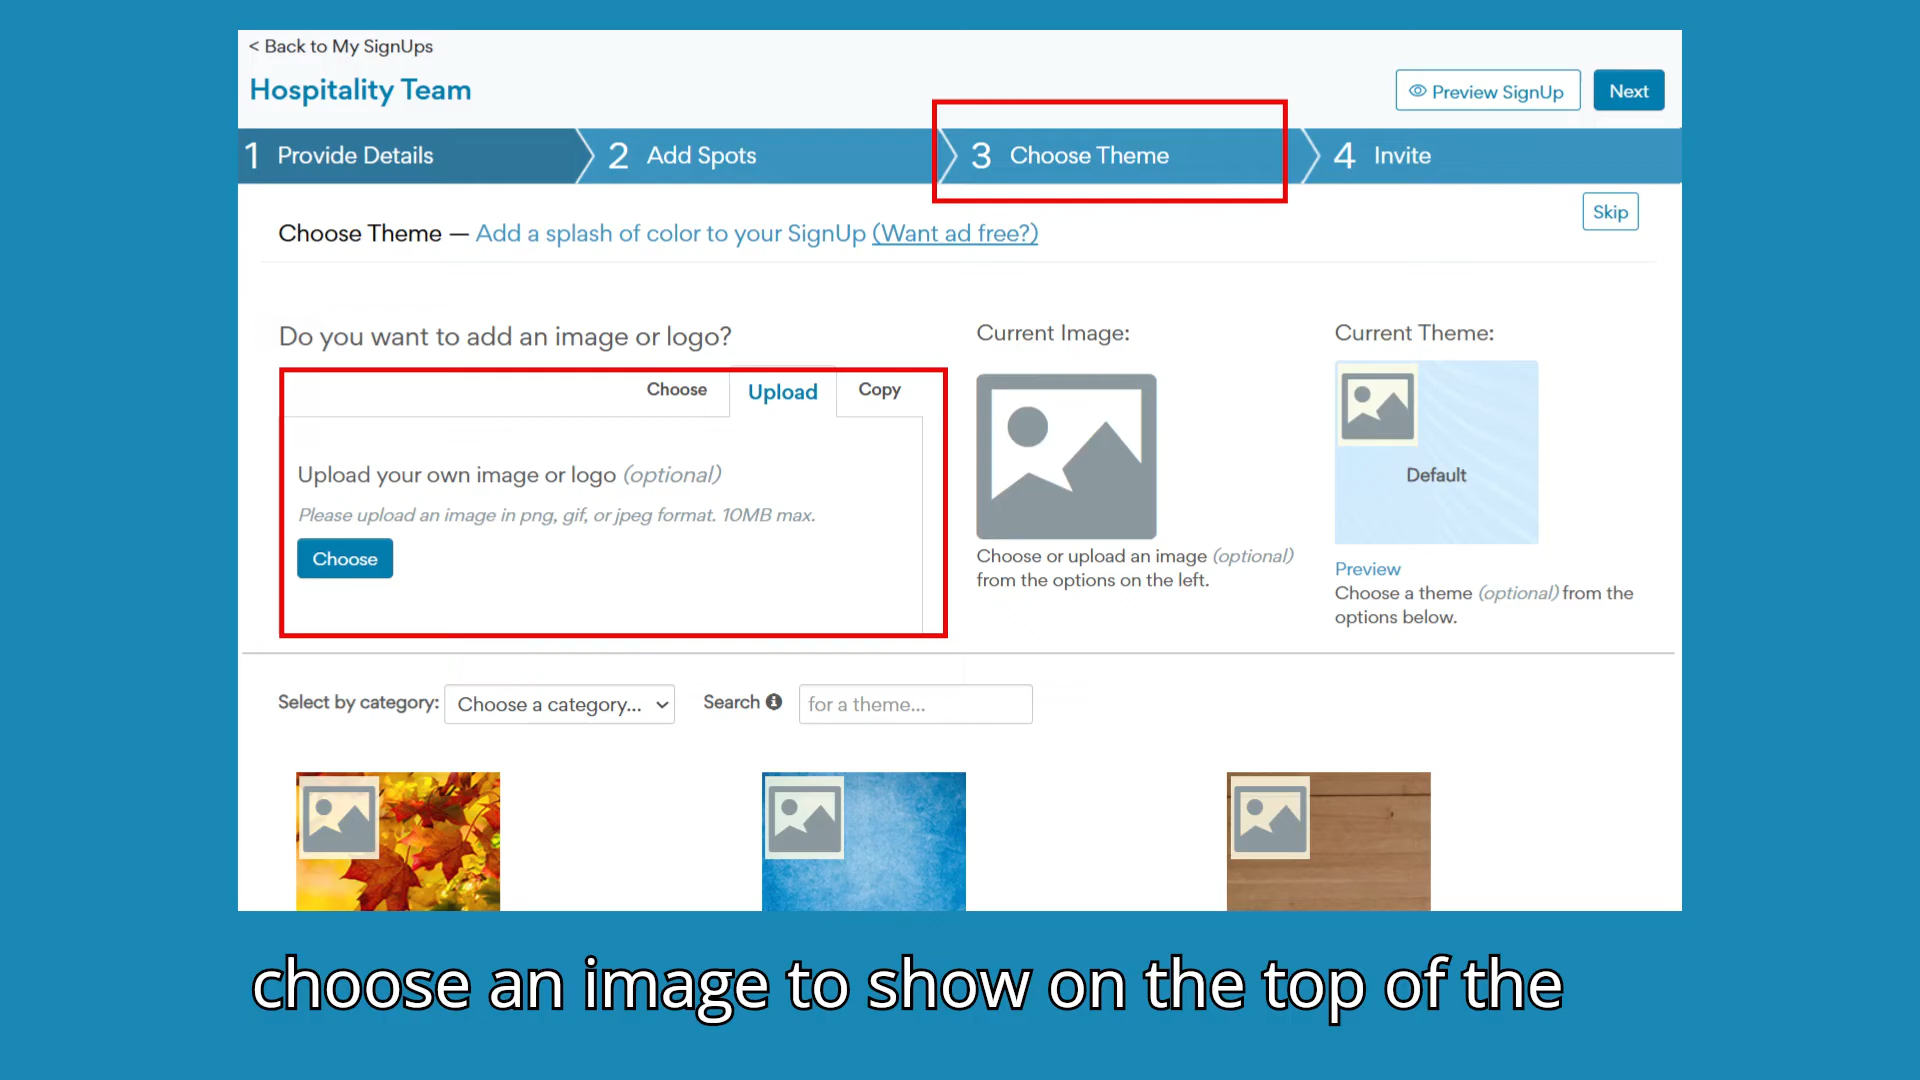 < Back to My SignUps
Hospitality Team
Preview SignUp
Next
1 Provide Details
2 Add Spots
3 Choose Theme
4 Invite
Skip
Choose Theme — Add a splash of color to your SignUp (Want ad free?)
Do you want to add an image or logo?
Choose
Upload
Copy
Upload your own image or logo (optional)
Please upload an image in png, gif, or jpeg format. 10MB max.
Choose
Current Image:
Choose or upload an image (optional)
from the options on the left.
Current Theme:
Default
Preview
Choose a theme (optional) from the
options below.
Select by category:
Choose a category...
Search
for a theme...
choose an image to show on the top of the